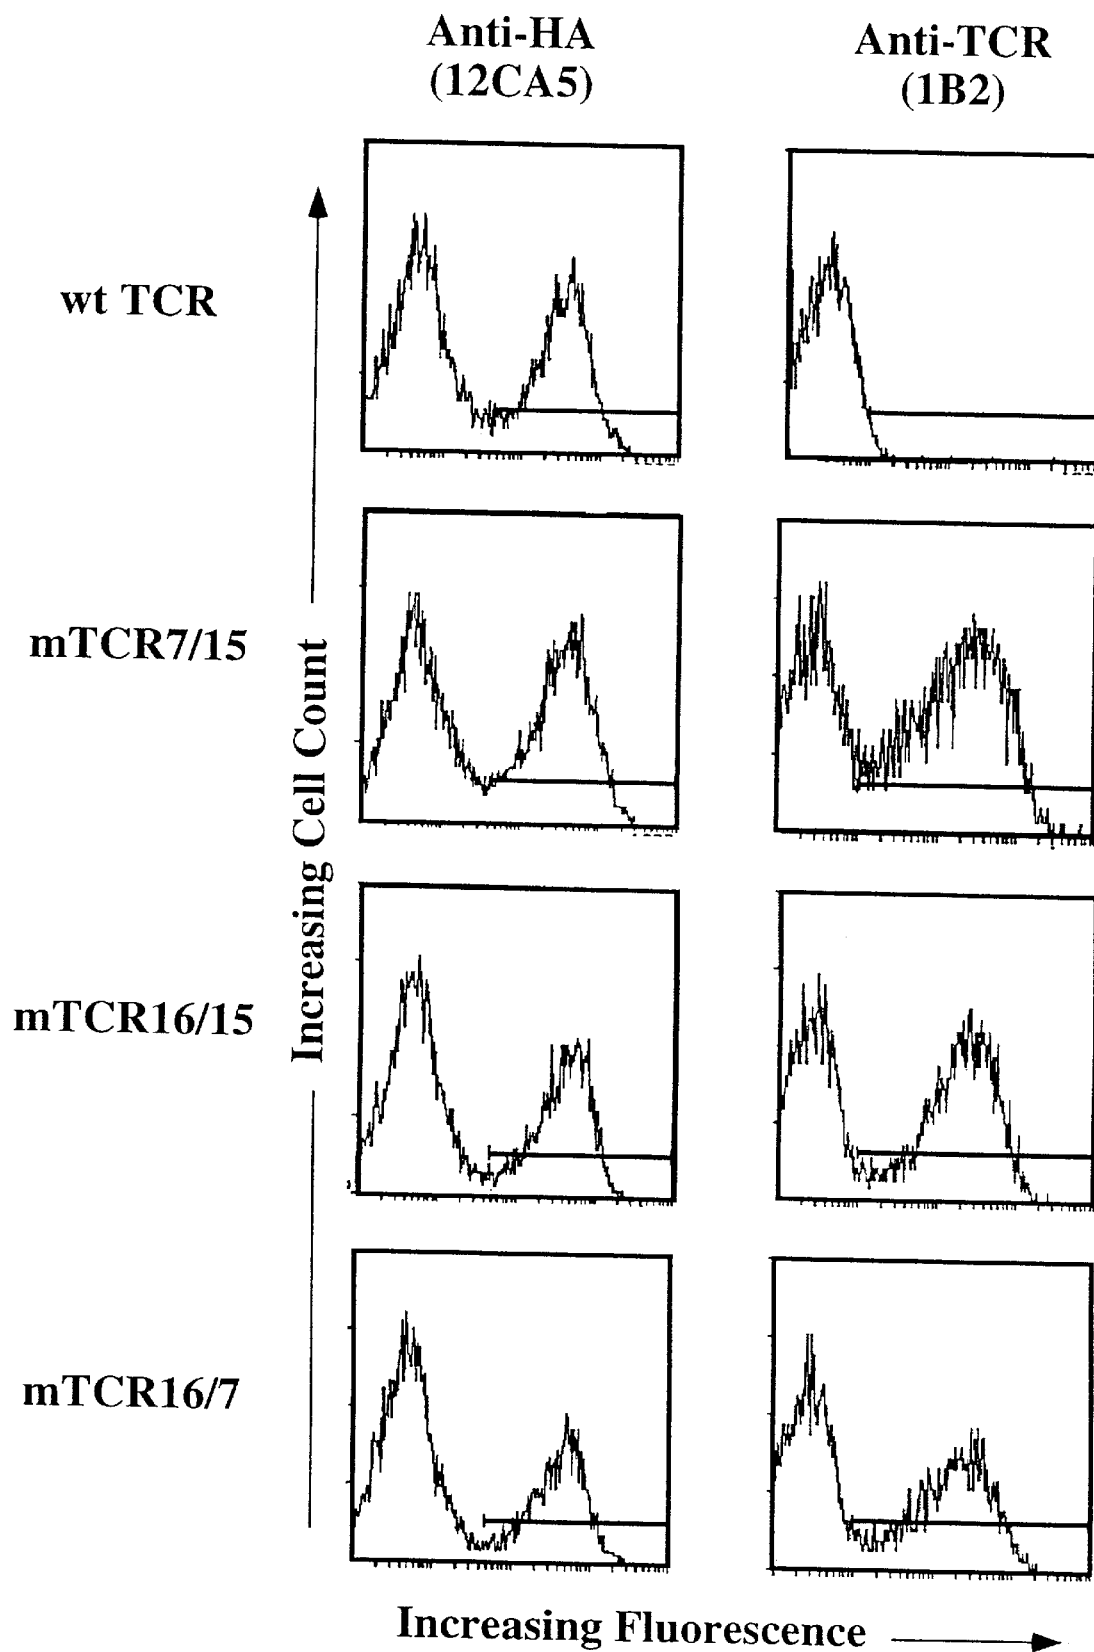 Anti-HA
(12CA5)
Anti-TCR
(1B2)
wt TCR
mTCR7/15
mTCR16/15
mTCR16/7
Increasing Cell Count
Increasing Fluorescence